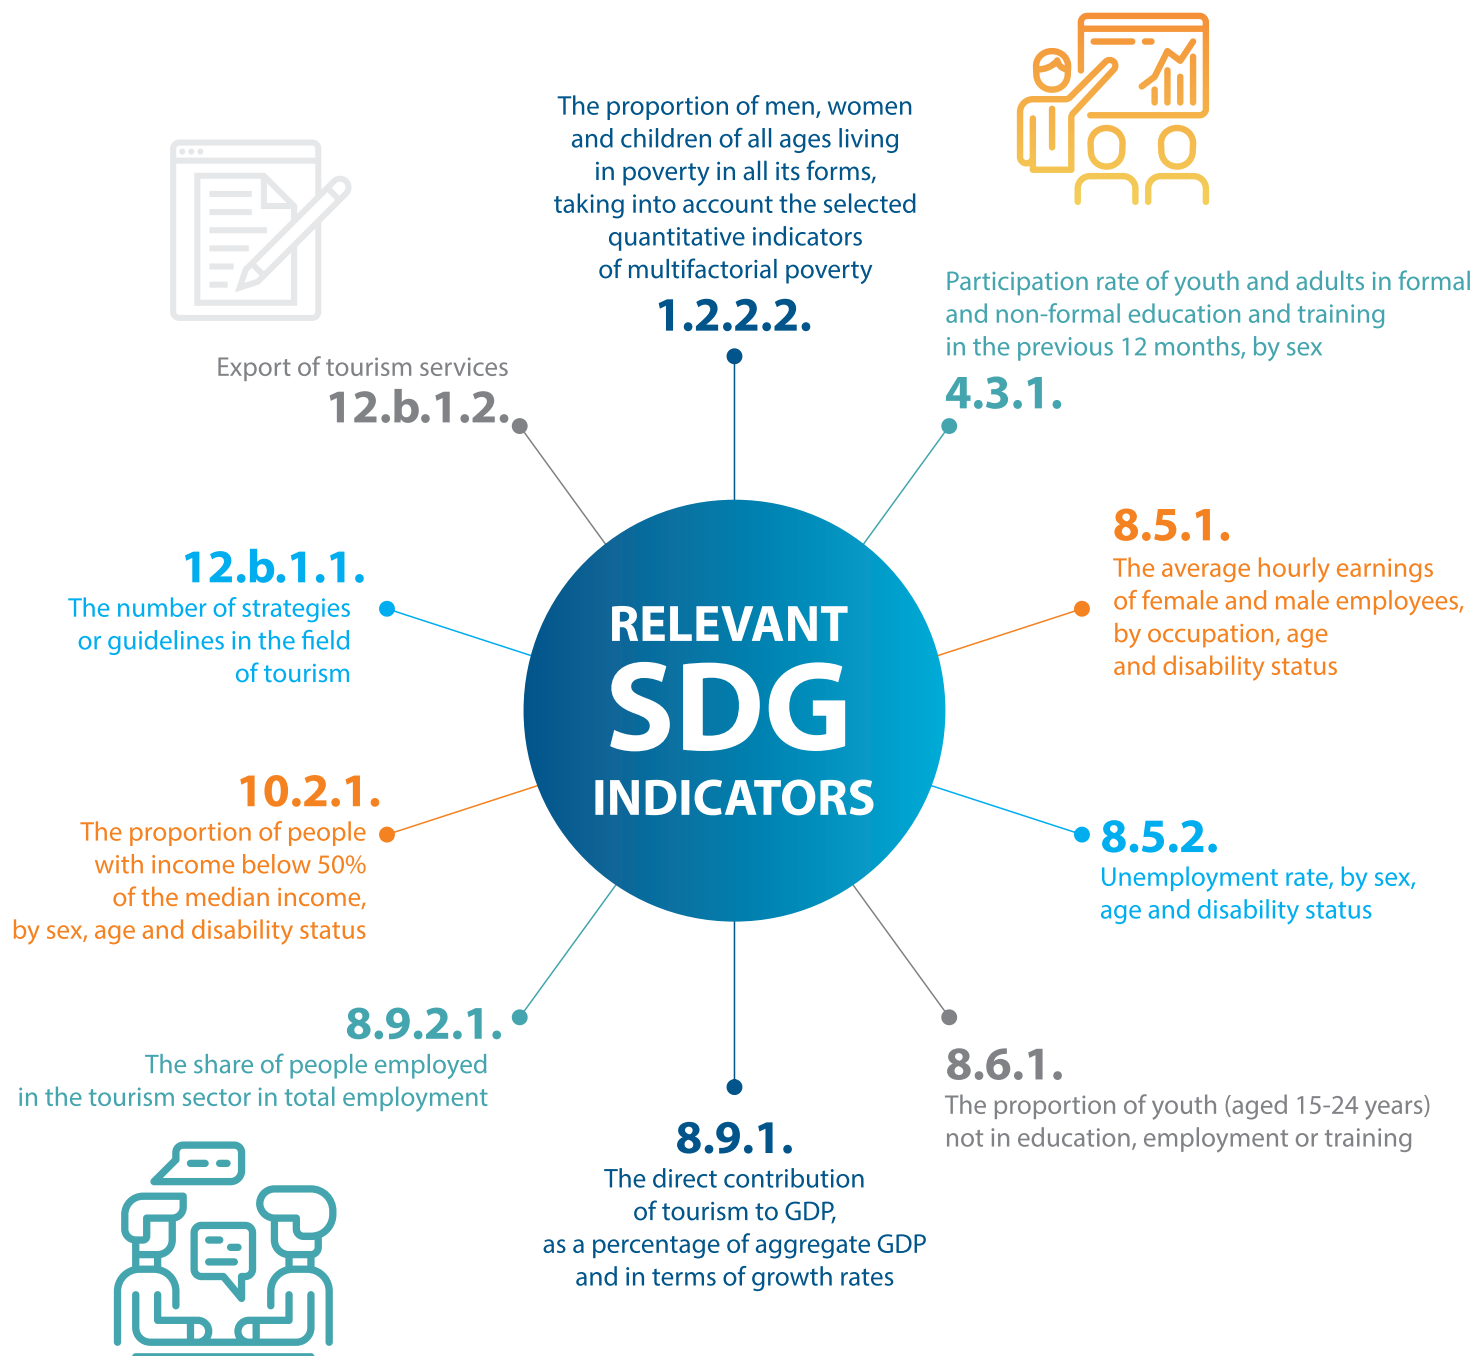 The proportion of men, women
and children of all ages living
in poverty in all its forms,
taking into account the selected
quantitative indicators
of multifactorial poverty
1.2.2.2.
Participation rate of youth and adults in formal
and non-formal education and training
in the previous 12 months, by sex
4.3.1.
8.5.1.
The average hourly earnings
of female and male employees,
by occupation, age
and disability status
8.5.2.
Unemployment rate, by sex,
age and disability status
8.6.1.
The proportion of youth (aged 15-24 years)
not in education, employment or training
8.9.1.
The direct contribution
of tourism to GDP,
as a percentage of aggregate GDP
and in terms of growth rates
8.9.2.1.
The share of people employed
in the tourism sector in total employment
10.2.1.
The proportion of people
with income below 50%
of the median income,
by sex, age and disability status
12.b.1.1.
The number of strategies
or guidelines in the field
of tourism
Export of tourism services
12.b.1.2.
RELEVANT
SDG
INDICATORS